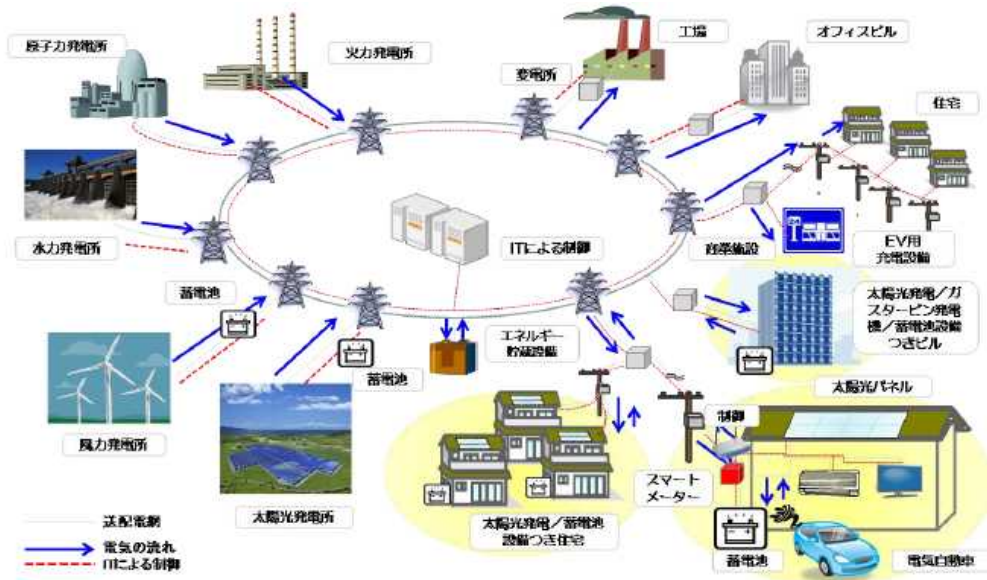 原子力発電所
火力発電所
工場
オフィスビル
変電所
住宅
水力発電所
ITによる制御
商業施設
EV用
充電設備
蓄電池
太陽光発電/ガ
スタービン発電
機/蓄電池設備
つきビル
エネルギー
貯蔵設備
蓄電池
太陽光パネル
制御
風力発電所
スマート
メーター
太陽光発電所
太陽光発電/蓄電池
設備つき住宅
蓄電池
電気自動車
送配電網
電気の流れ
ITによる制御